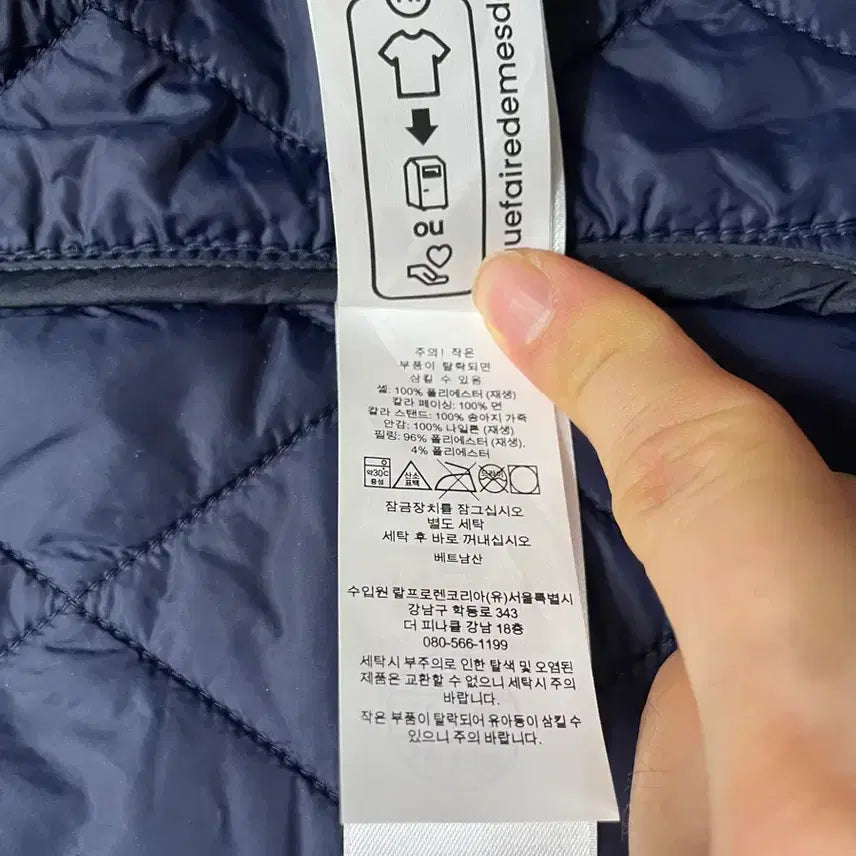 uefairedemesd
ou
주의! 작은
부품이 탈락되면
삼킬 수 있음
셸: 100% 폴리에스터 (재생)
칼라 페이싱: 100% 면
칼라 스탠드: 100% 송아지 가죽
안감: 100% 나일론 (재생)
필링: 96% 폴리에스터 (재생),
4% 폴리에스터
약30℃
중성
산소
표백
드라이
잠금장치를 잠그십시오
별도 세탁
세탁 후 바로 꺼내십시오
베트남산
수입원 랄프로렌코리아(유)서울특별시
강남구 학동로 343
더 피나클 강남 18층
080-566-1199
세탁시 부주의로 인한 탈색 및 오염된
제품은 교환할 수 없으니 세탁시 주의
바랍니다.
작은 부품이 탈락되어 유아등이 삼킬 수
있으니 주의 바랍니다.